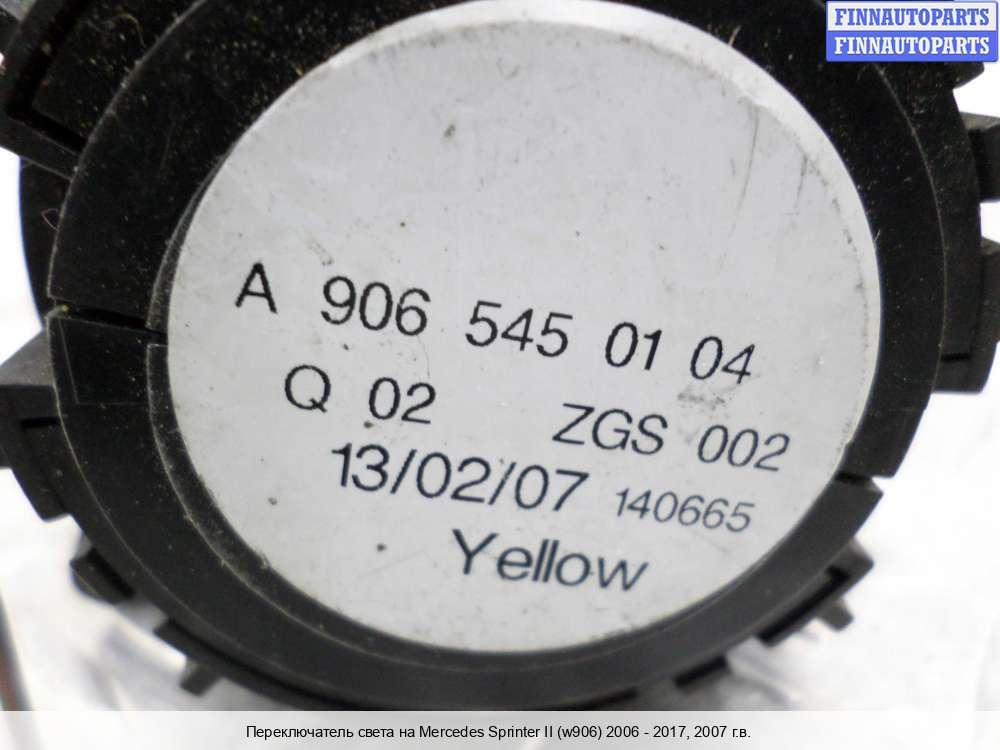 FINNAUTOPARTS
FINNAUTOPARTS
A 906 545 01 04
Q 02 ZGS 002
13/02/07 140665
Yellow
Переключатель света на Mercedes Sprinter II (w906) 2006 - 2017, 2007 г.в.